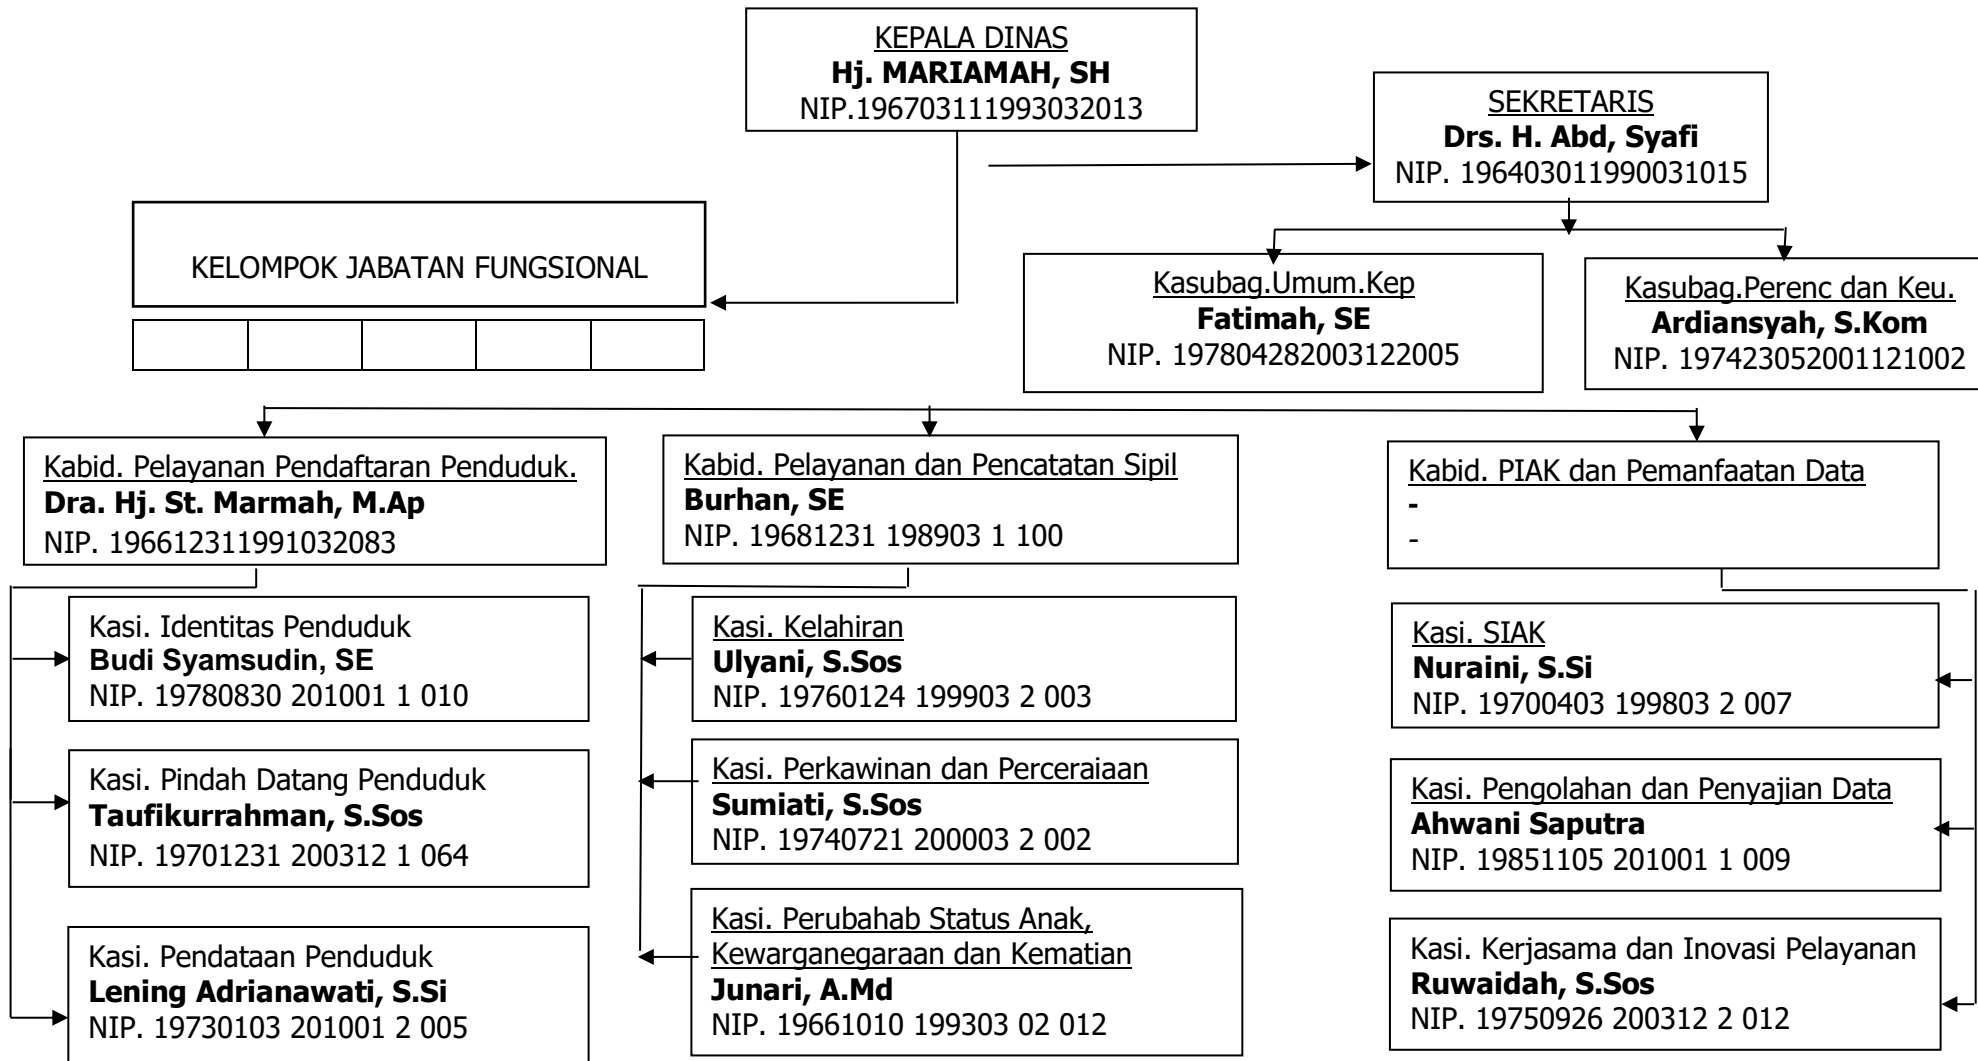 KEPALA DINAS
Hj. MARIAMAH, SH
NIP.196703111993032013
SEKRETARIS
Drs. H. Abd, Syafi
NIP. 196403011990031015
KELOMPOK JABATAN FUNGSIONAL
Kasubag.Umum.Kep
Fatimah, SE
NIP. 197804282003122005
Kasubag.Perenc dan Keu.
Ardiansyah, S.Kom
NIP. 197423052001121002
Kabid. Pelayanan Pendaftaran Penduduk.
Dra. Hj. St. Marmah, M.Ap
NIP. 196612311991032083
Kabid. Pelayanan dan Pencatatan Sipil
Burhan, SE
NIP. 19681231 198903 1 100
Kabid. PIAK dan Pemanfaatan Data
-
-
Kasi. Identitas Penduduk
Budi Syamsudin, SE
NIP. 19780830 201001 1 010
Kasi. Pindah Datang Penduduk
Taufikurrahman, S.Sos
NIP. 19701231 200312 1 064
Kasi. Pendataan Penduduk
Lening Adrianawati, S.Si
NIP. 19730103 201001 2 005
Kasi. Kelahiran
Ulyani, S.Sos
NIP. 19760124 199903 2 003
Kasi. Perkawinan dan Perceraiaan
Sumiati, S.Sos
NIP. 19740721 200003 2 002
Kasi. Perubahab Status Anak,
Kewarganegaraan dan Kematian
Junari, A.Md
NIP. 19661010 199303 02 012
Kasi. SIAK
Nuraini, S.Si
NIP. 19700403 199803 2 007
Kasi. Pengolahan dan Penyajian Data
Ahwani Saputra
NIP. 19851105 201001 1 009
Kasi. Kerjasama dan Inovasi Pelayanan
Ruwaidah, S.Sos
NIP. 19750926 200312 2 012